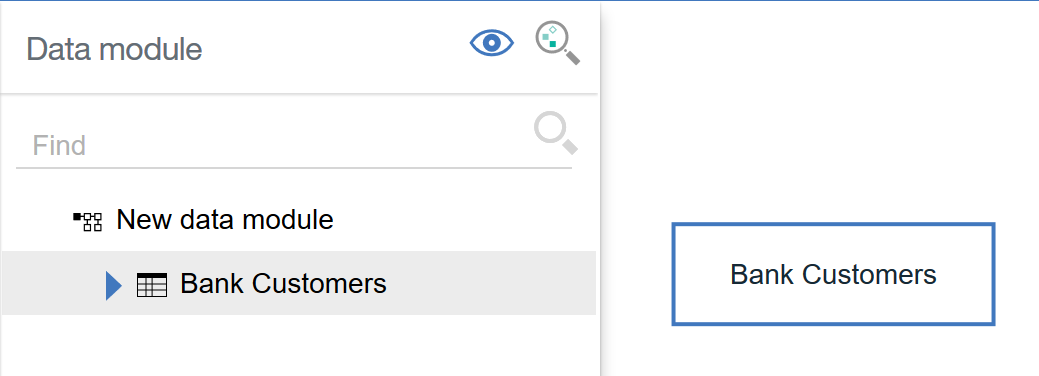 Data module
Find
New data module
Bank Customers
Bank Customers